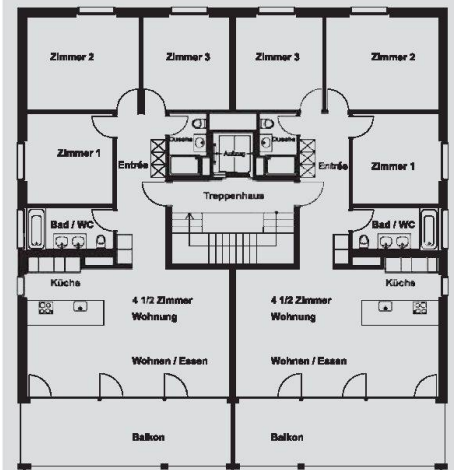 Zimmer 2
Zimmer 3
Zimmer 3
Zimmer 2
Dusche
Aufzug
Dusche
Zimmer 1
Entrée
Entrée
Zimmer 1
Treppenhaus
Bad / WC
Bad / WC
Küche
Küche
4 1/2 Zimmer
Wohnung
4 1/2 Zimmer
Wohnung
Wohnen / Essen
Wohnen / Essen
Balkon
Balkon